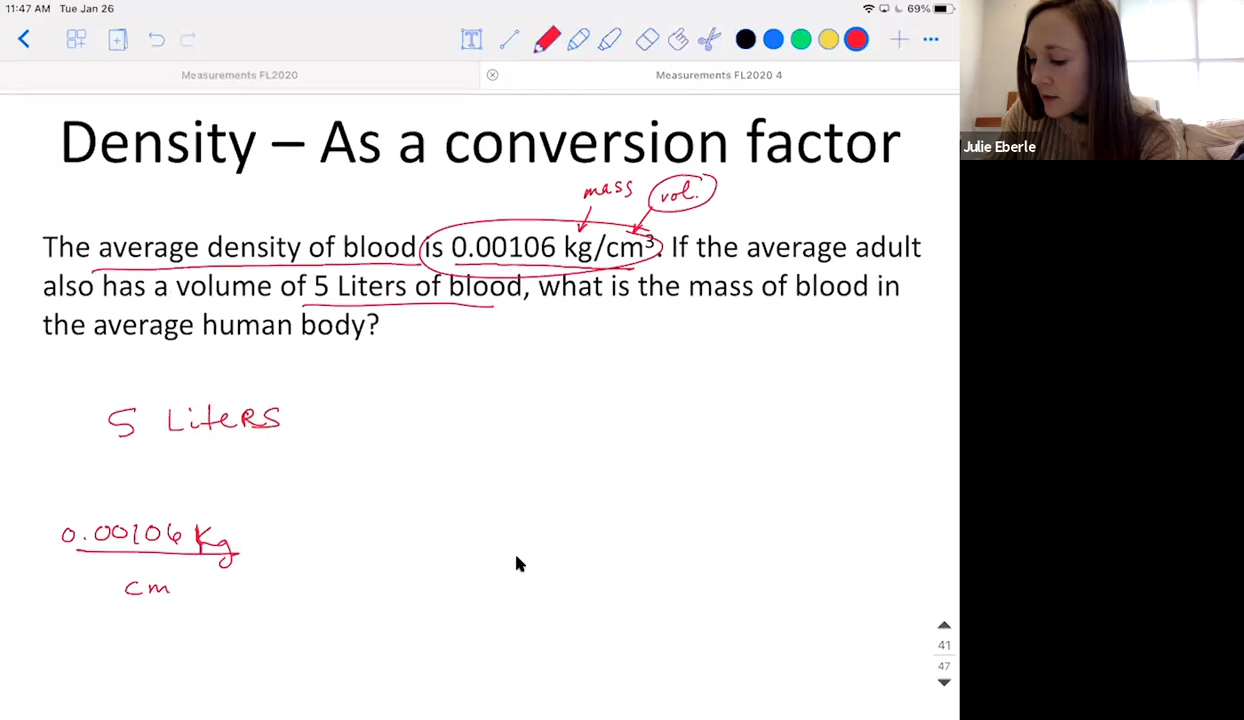 11:47 AM Tue Jan 26
69%
Measurements FL2020
Measurements FL2020 4
Julie Eberle
Density – As a conversion factor
mass vol.
The average density of blood is 0.00106 kg/cm³. If the average adult
also has a volume of 5 Liters of blood, what is the mass of blood in
the average human body?
5 LiteRS
0.00106 Kg
cm
41
47